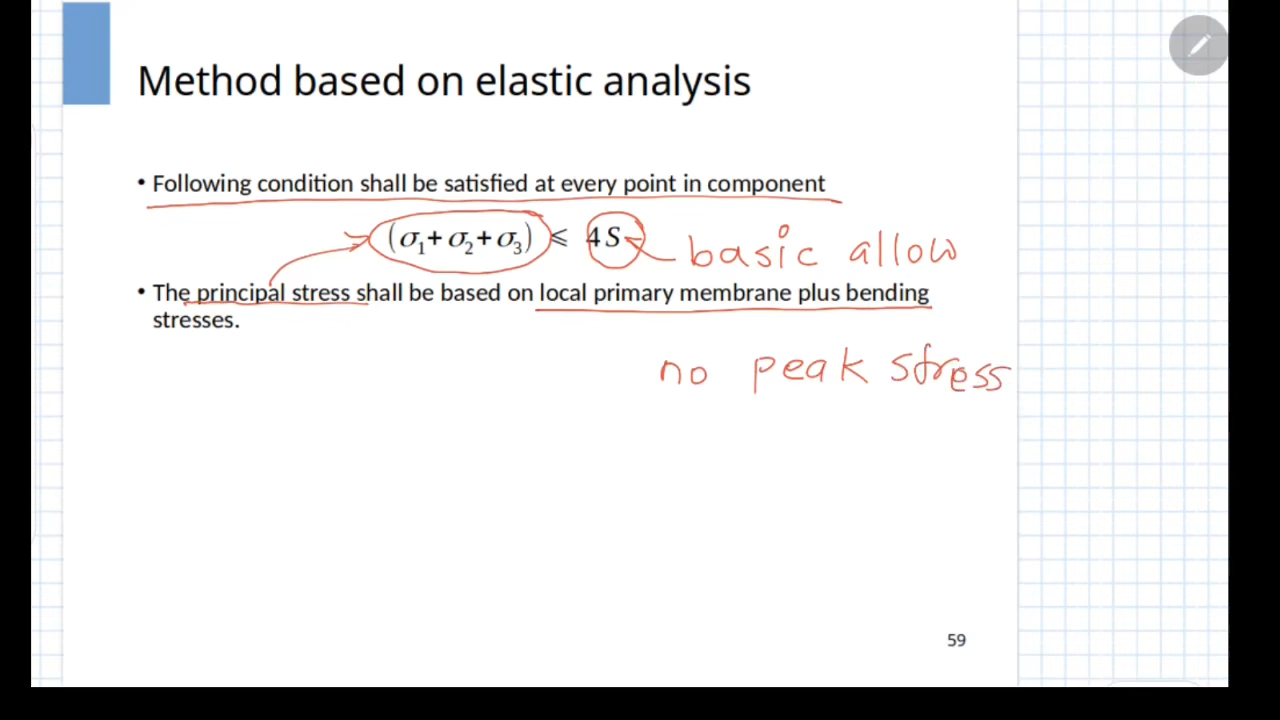 Method based on elastic analysis
• Following condition shall be satisfied at every point in component
(σ₁+σ₂+σ₃) ⩽ 4S basic allow
• The principal stress shall be based on local primary membrane plus bending
stresses.
no peak stress
59